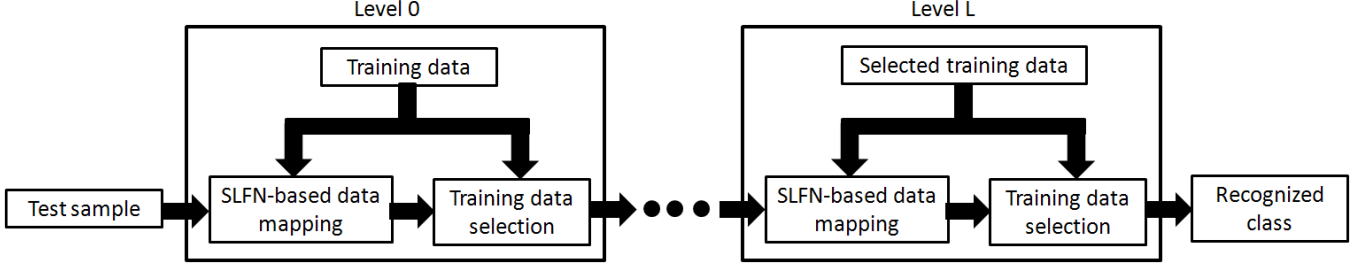 Level 0
Level L
Training data
Selected training data
Test sample
SLFN-based data
mapping
Training data
selection
SLFN-based data
mapping
Training data
selection
Recognized
class